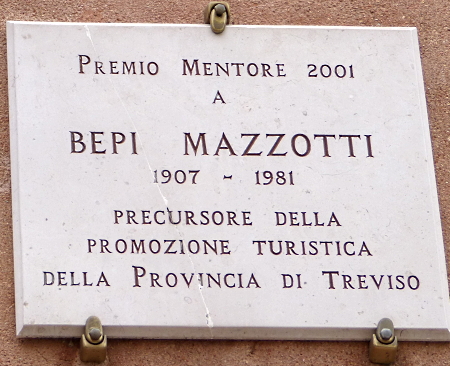 PREMIO MENTORE 2001
A
BEPI MAZZOTTI
1907 - 1981
PRECURSORE DELLA
PROMOZIONE TURISTICA
DELLA PROVINCIA DI TREVISO